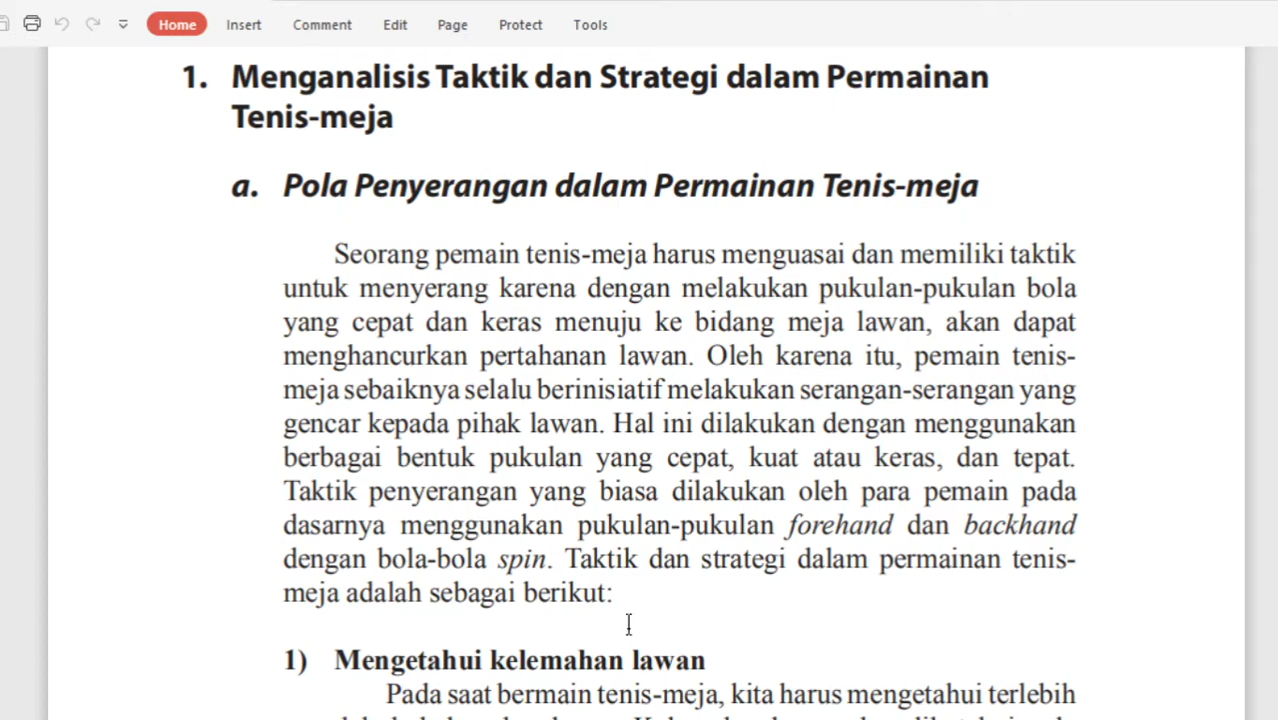 Home Insert Comment Edit Page Protect Tools
1. Menganalisis Taktik dan Strategi dalam Permainan
Tenis-meja
a. Pola Penyerangan dalam Permainan Tenis-meja
Seorang pemain tenis-meja harus menguasai dan memiliki taktik
untuk menyerang karena dengan melakukan pukulan-pukulan bola
yang cepat dan keras menuju ke bidang meja lawan, akan dapat
menghancurkan pertahanan lawan. Oleh karena itu, pemain tenis-
meja sebaiknya selalu berinisiatif melakukan serangan-serangan yang
gencar kepada pihak lawan. Hal ini dilakukan dengan menggunakan
berbagai bentuk pukulan yang cepat, kuat atau keras, dan tepat.
Taktik penyerangan yang biasa dilakukan oleh para pemain pada
dasarnya menggunakan pukulan-pukulan forehand dan backhand
dengan bola-bola spin. Taktik dan strategi dalam permainan tenis-
meja adalah sebagai berikut:
1) Mengetahui kelemahan lawan
Pada saat bermain tenis-meja, kita harus mengetahui terlebih